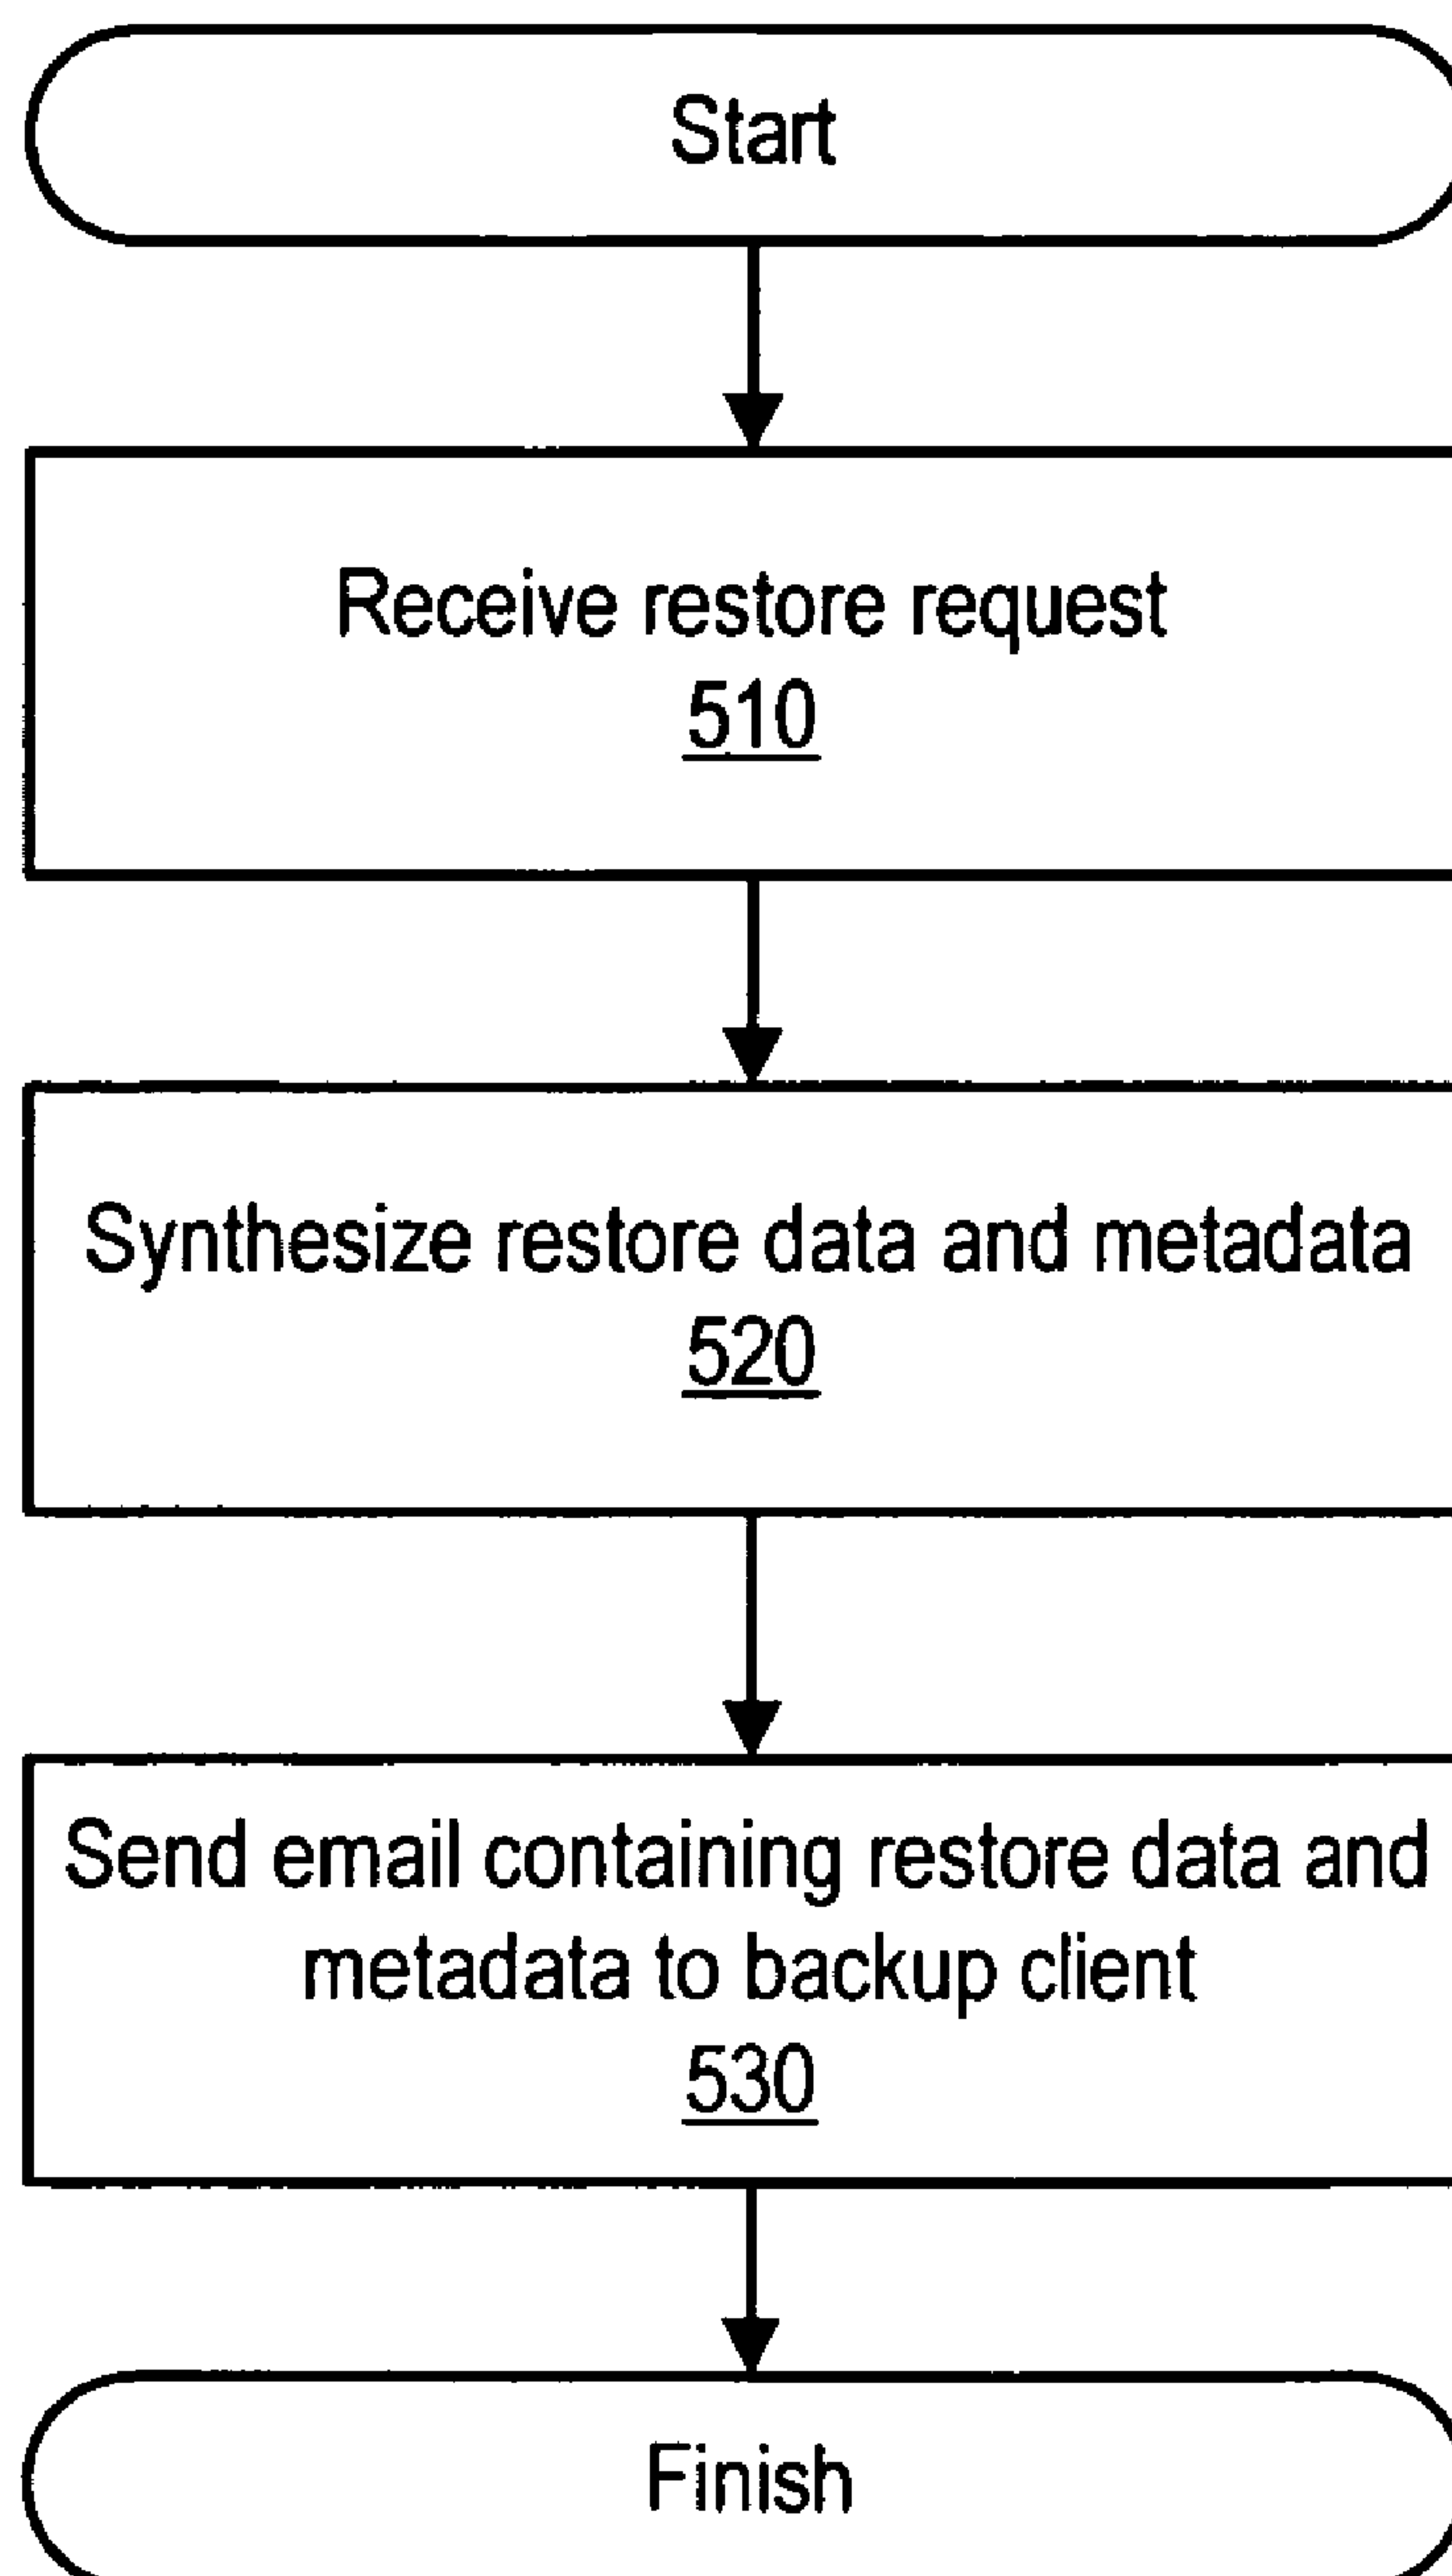 Start
Receive restore request
510
Synthesize restore data and metadata
520
Send email containing restore data and
metadata to backup client
530
Finish